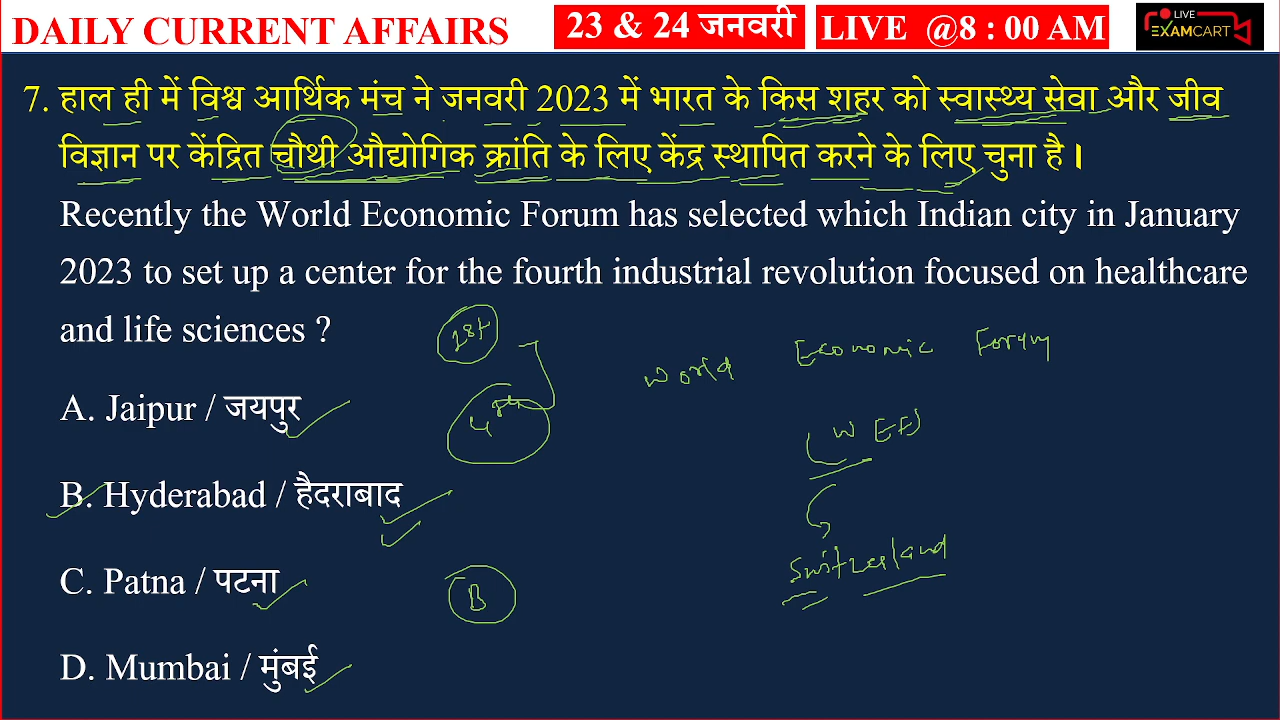 DAILY CURRENT AFFAIRS
23 & 24 जनवरी
LIVE @8 : 00 AM
LIVE
EXAMCART
7. हाल ही में विश्व आर्थिक मंच ने जनवरी 2023 में भारत के किस शहर को स्वास्थ्य सेवा और जीव
विज्ञान पर केंद्रित चौथी औद्योगिक क्रांति के लिए केंद्र स्थापित करने के लिए चुना है।
Recently the World Economic Forum has selected which Indian city in January
2023 to set up a center for the fourth industrial revolution focused on healthcare
and life sciences ?
1st
World Economic Forum
A. Jaipur / जयपुर
4th
WEF
B. Hyderabad / हैदराबाद
Switzerland
C. Patna / पटना
B
D. Mumbai / मुंबई